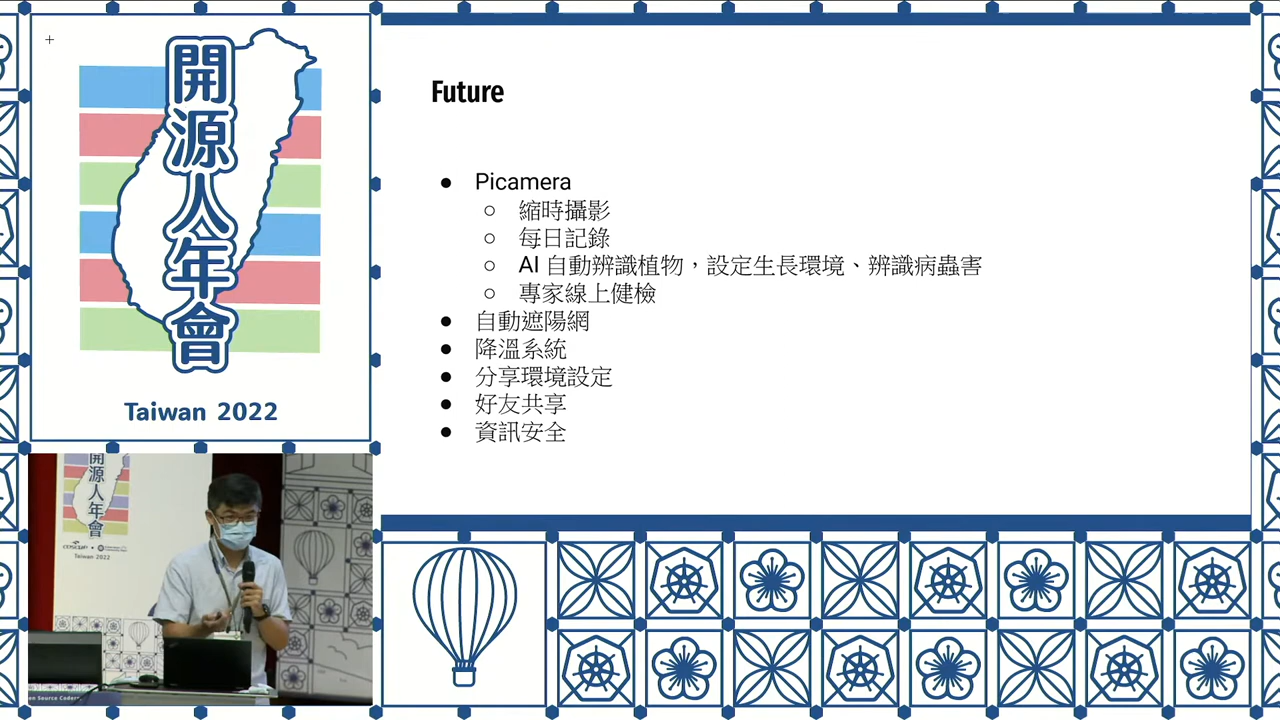 開源人年會
Taiwan 2022
Future
Picamera
縮時攝影
每日記錄
AI 自動辨識植物，設定生長環境、辨識病蟲害
專家線上健檢
自動遮陽網
降溫系統
分享環境設定
好友共享
資訊安全
開源人年會
Taiwan 2022
en Source Coders